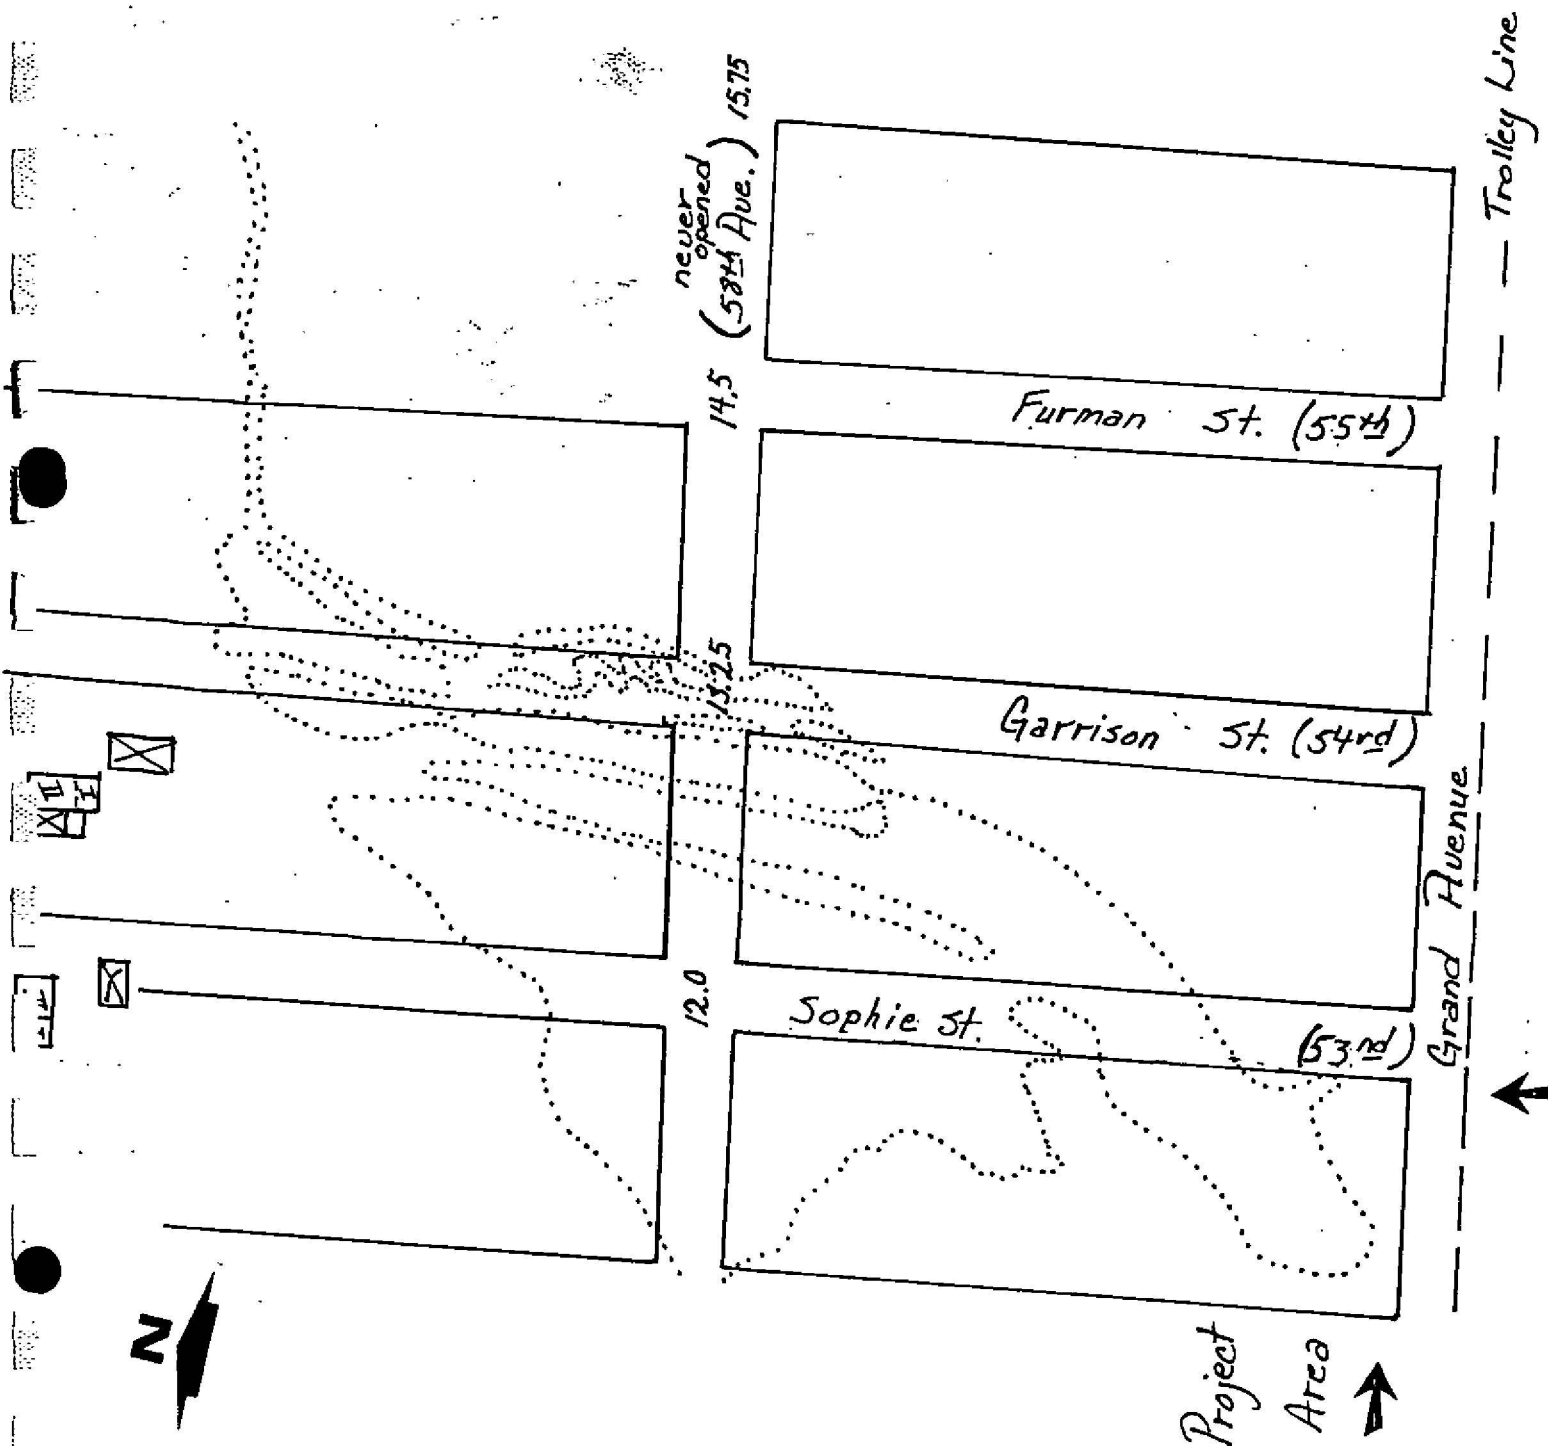 Trolley Line
15.75
never
opened
(58th Ave.)
14.5
Furman St. (55th)
13.25
Garrison St. (54rd)
Grand Avenue
12.0
Sophie St. (53nd)
II
I
N
Project
Area